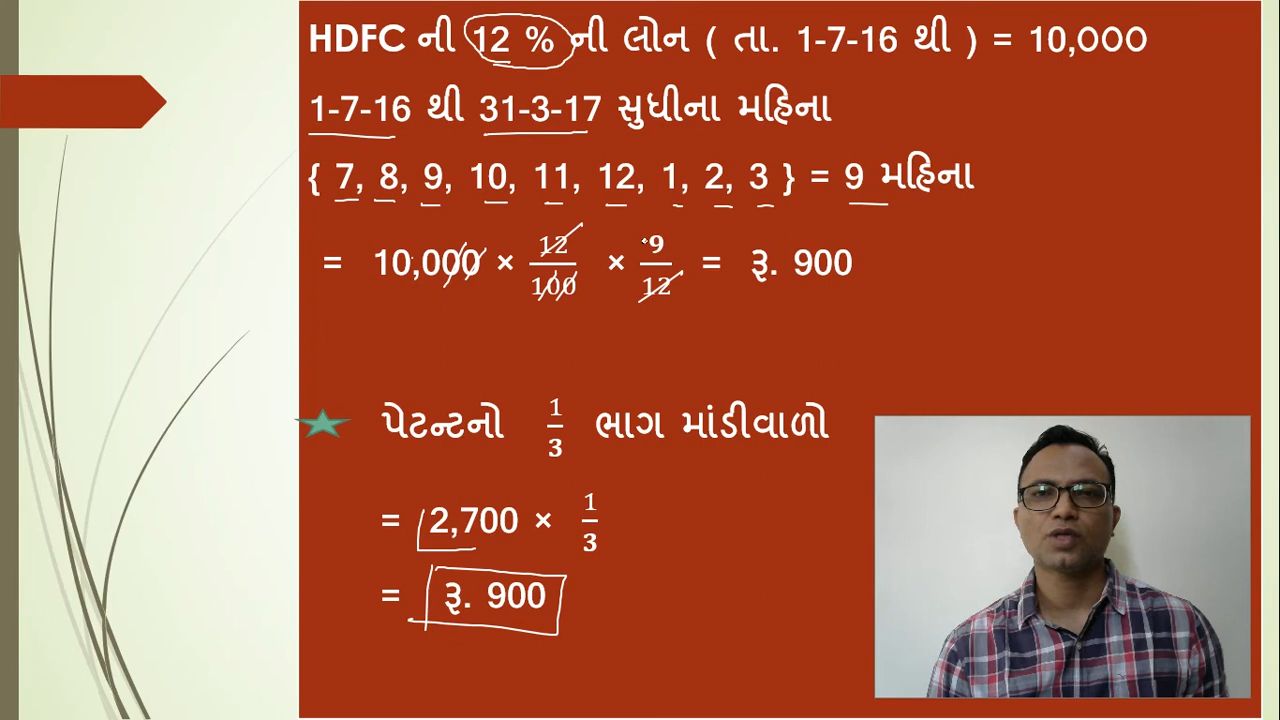 HDFC ની 12 % ની લોન ( તા. 1-7-16 થી ) = 10,૦૦૦
1-7-16 થી 31-3-17 સુધીના મહિના
{ 7, 8, 9, 10, 11, 12, 1, 2, 3 } = 9 મહિના
= 10,000 × 12/100 × 9/12 = રૂ. 900
પેટન્ટનો 1/3 ભાગ માંડીવાળો
= 2,700 × 1/3
= રૂ. 900